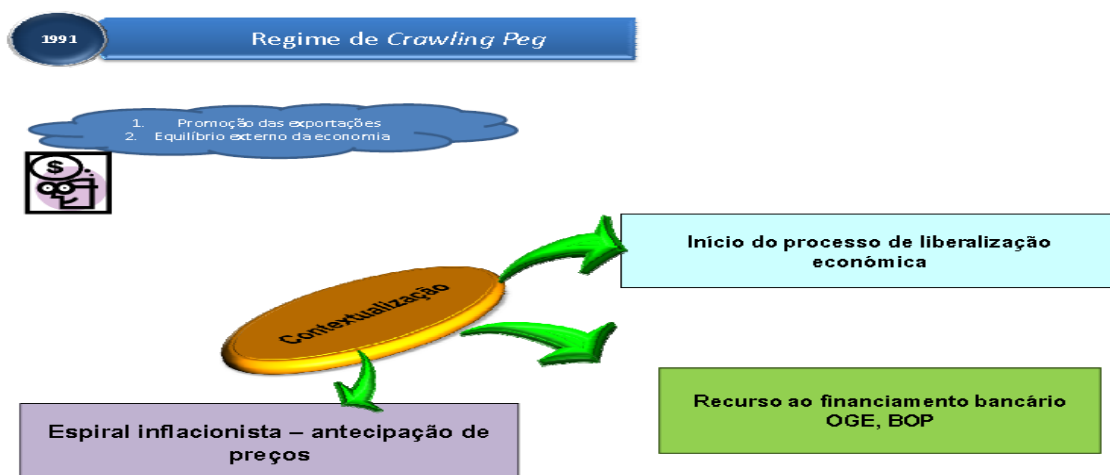 1991
Regime de Crawling Peg
1. Promoção das exportações
2. Equilíbrio externo da economia
$
Início do processo de liberalização
económica
Contextualização
Recurso ao financiamento bancário
OGE, BOP
Espiral inflacionista – antecipação de
preços